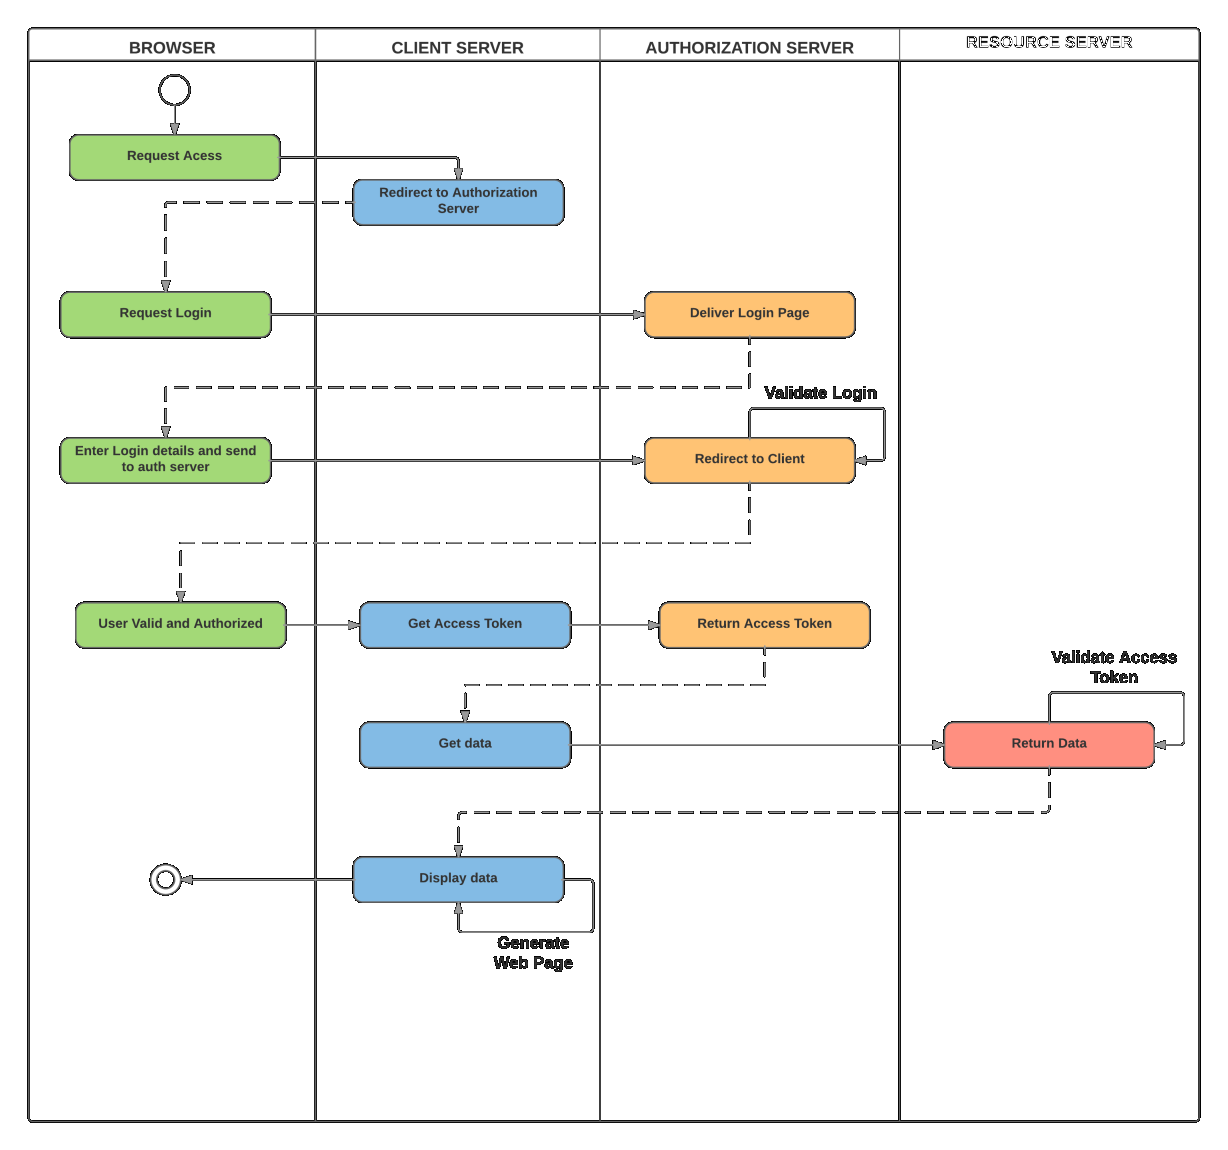 BROWSER
CLIENT SERVER
AUTHORIZATION SERVER
RESOURCE SERVER
Request Acess
Redirect to Authorization
Server
Request Login
Deliver Login Page
Validate Login
Enter Login details and send
to auth server
Redirect to Client
User Valid and Authorized
Get Access Token
Return Access Token
Validate Access
Token
Get data
Return Data
Display data
Generate
Web Page